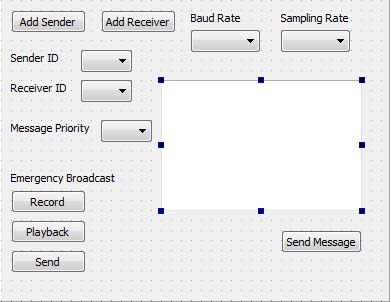 Add Sender
Add Receiver
Baud Rate
Sampling Rate
Sender ID
Receiver ID
Message Priority
Emergency Broadcast
Record
Playback
Send
Send Message